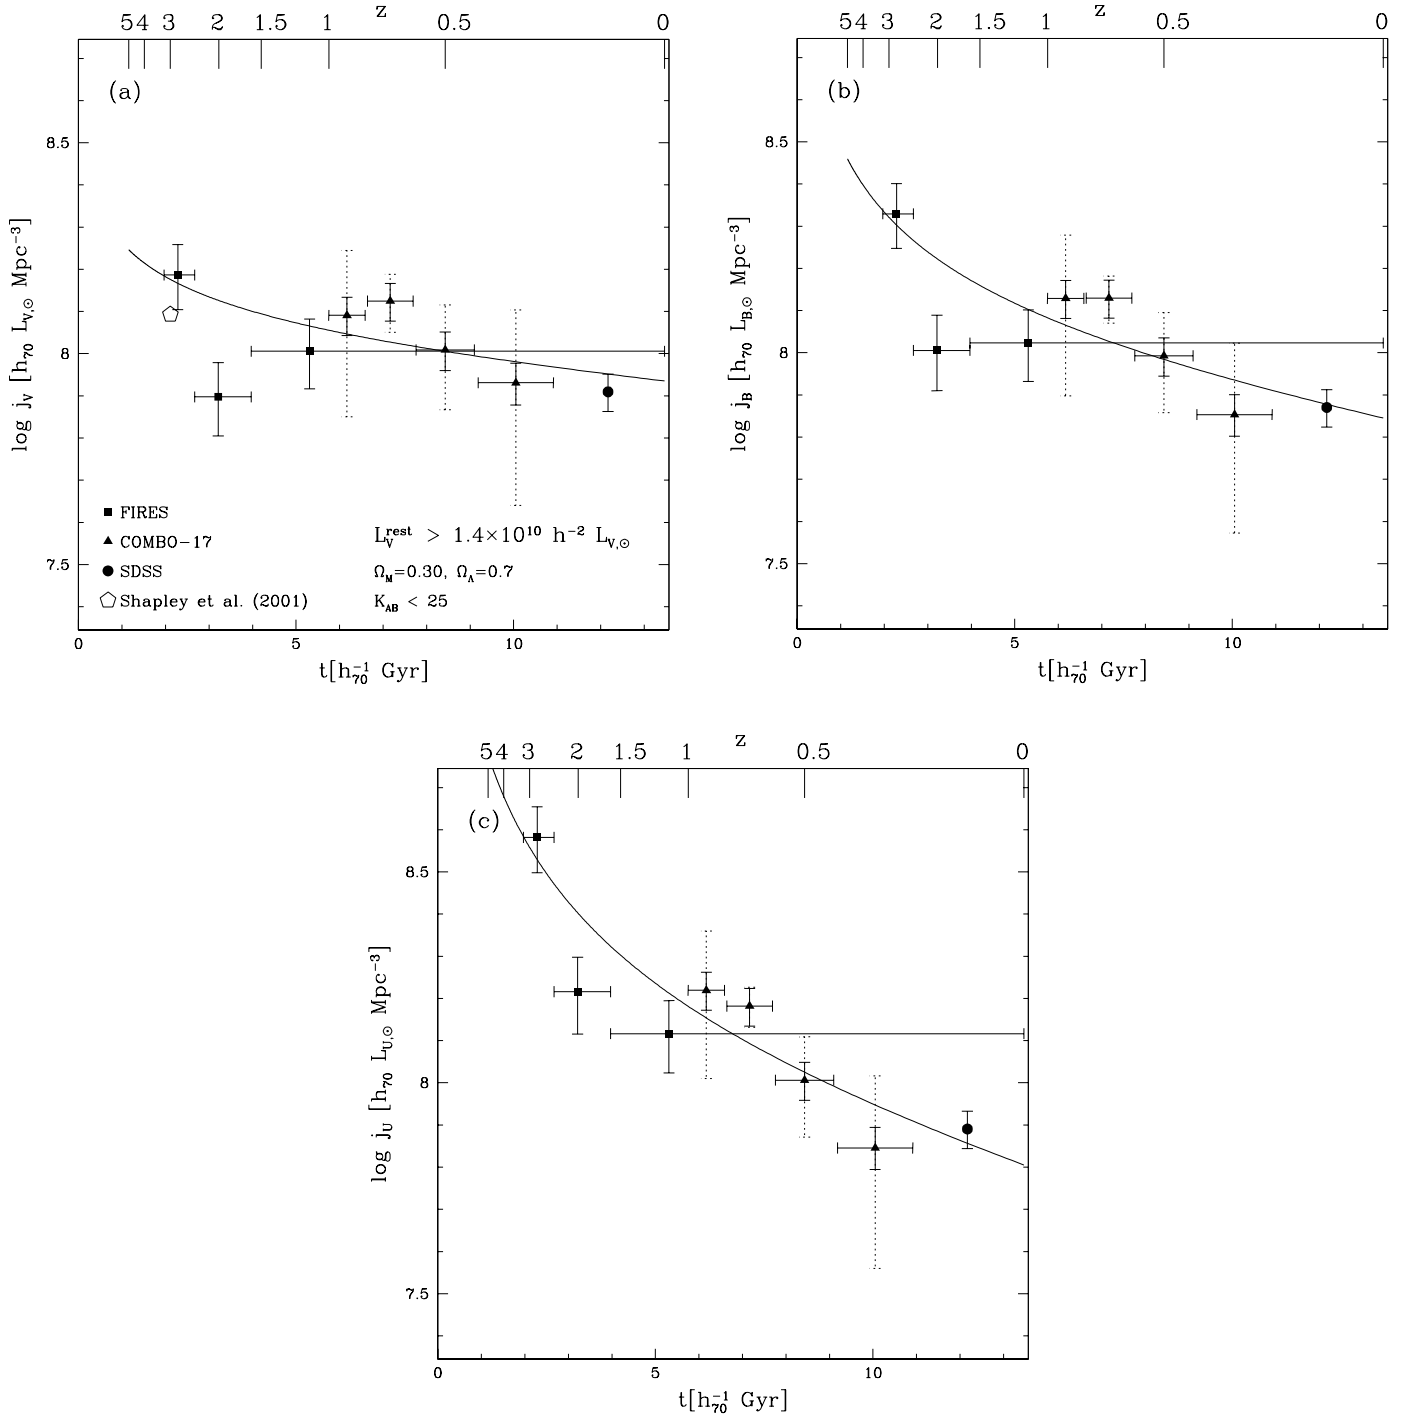 z
5 4 3 2 1.5 1 0.5 0
(a)
8.5
8
7.5
log j_V [h_70 L_V,⊙ Mpc^−3]
■ FIRES
▲ COMBO−17
● SDSS
⬠ Shapley et al. (2001)
L_V^rest > 1.4×10^10 h^−2 L_V,⊙
Ω_M=0.30, Ω_Λ=0.7
K_AB < 25
0 5 10
t[h_70^−1 Gyr]
z
5 4 3 2 1.5 1 0.5 0
(b)
8.5
8
7.5
log j_B [h_70 L_B,⊙ Mpc^−3]
0 5 10
t[h_70^−1 Gyr]
z
5 4 3 2 1.5 1 0.5 0
(c)
8.5
8
7.5
log j_U [h_70 L_U,⊙ Mpc^−3]
0 5 10
t[h_70^−1 Gyr]